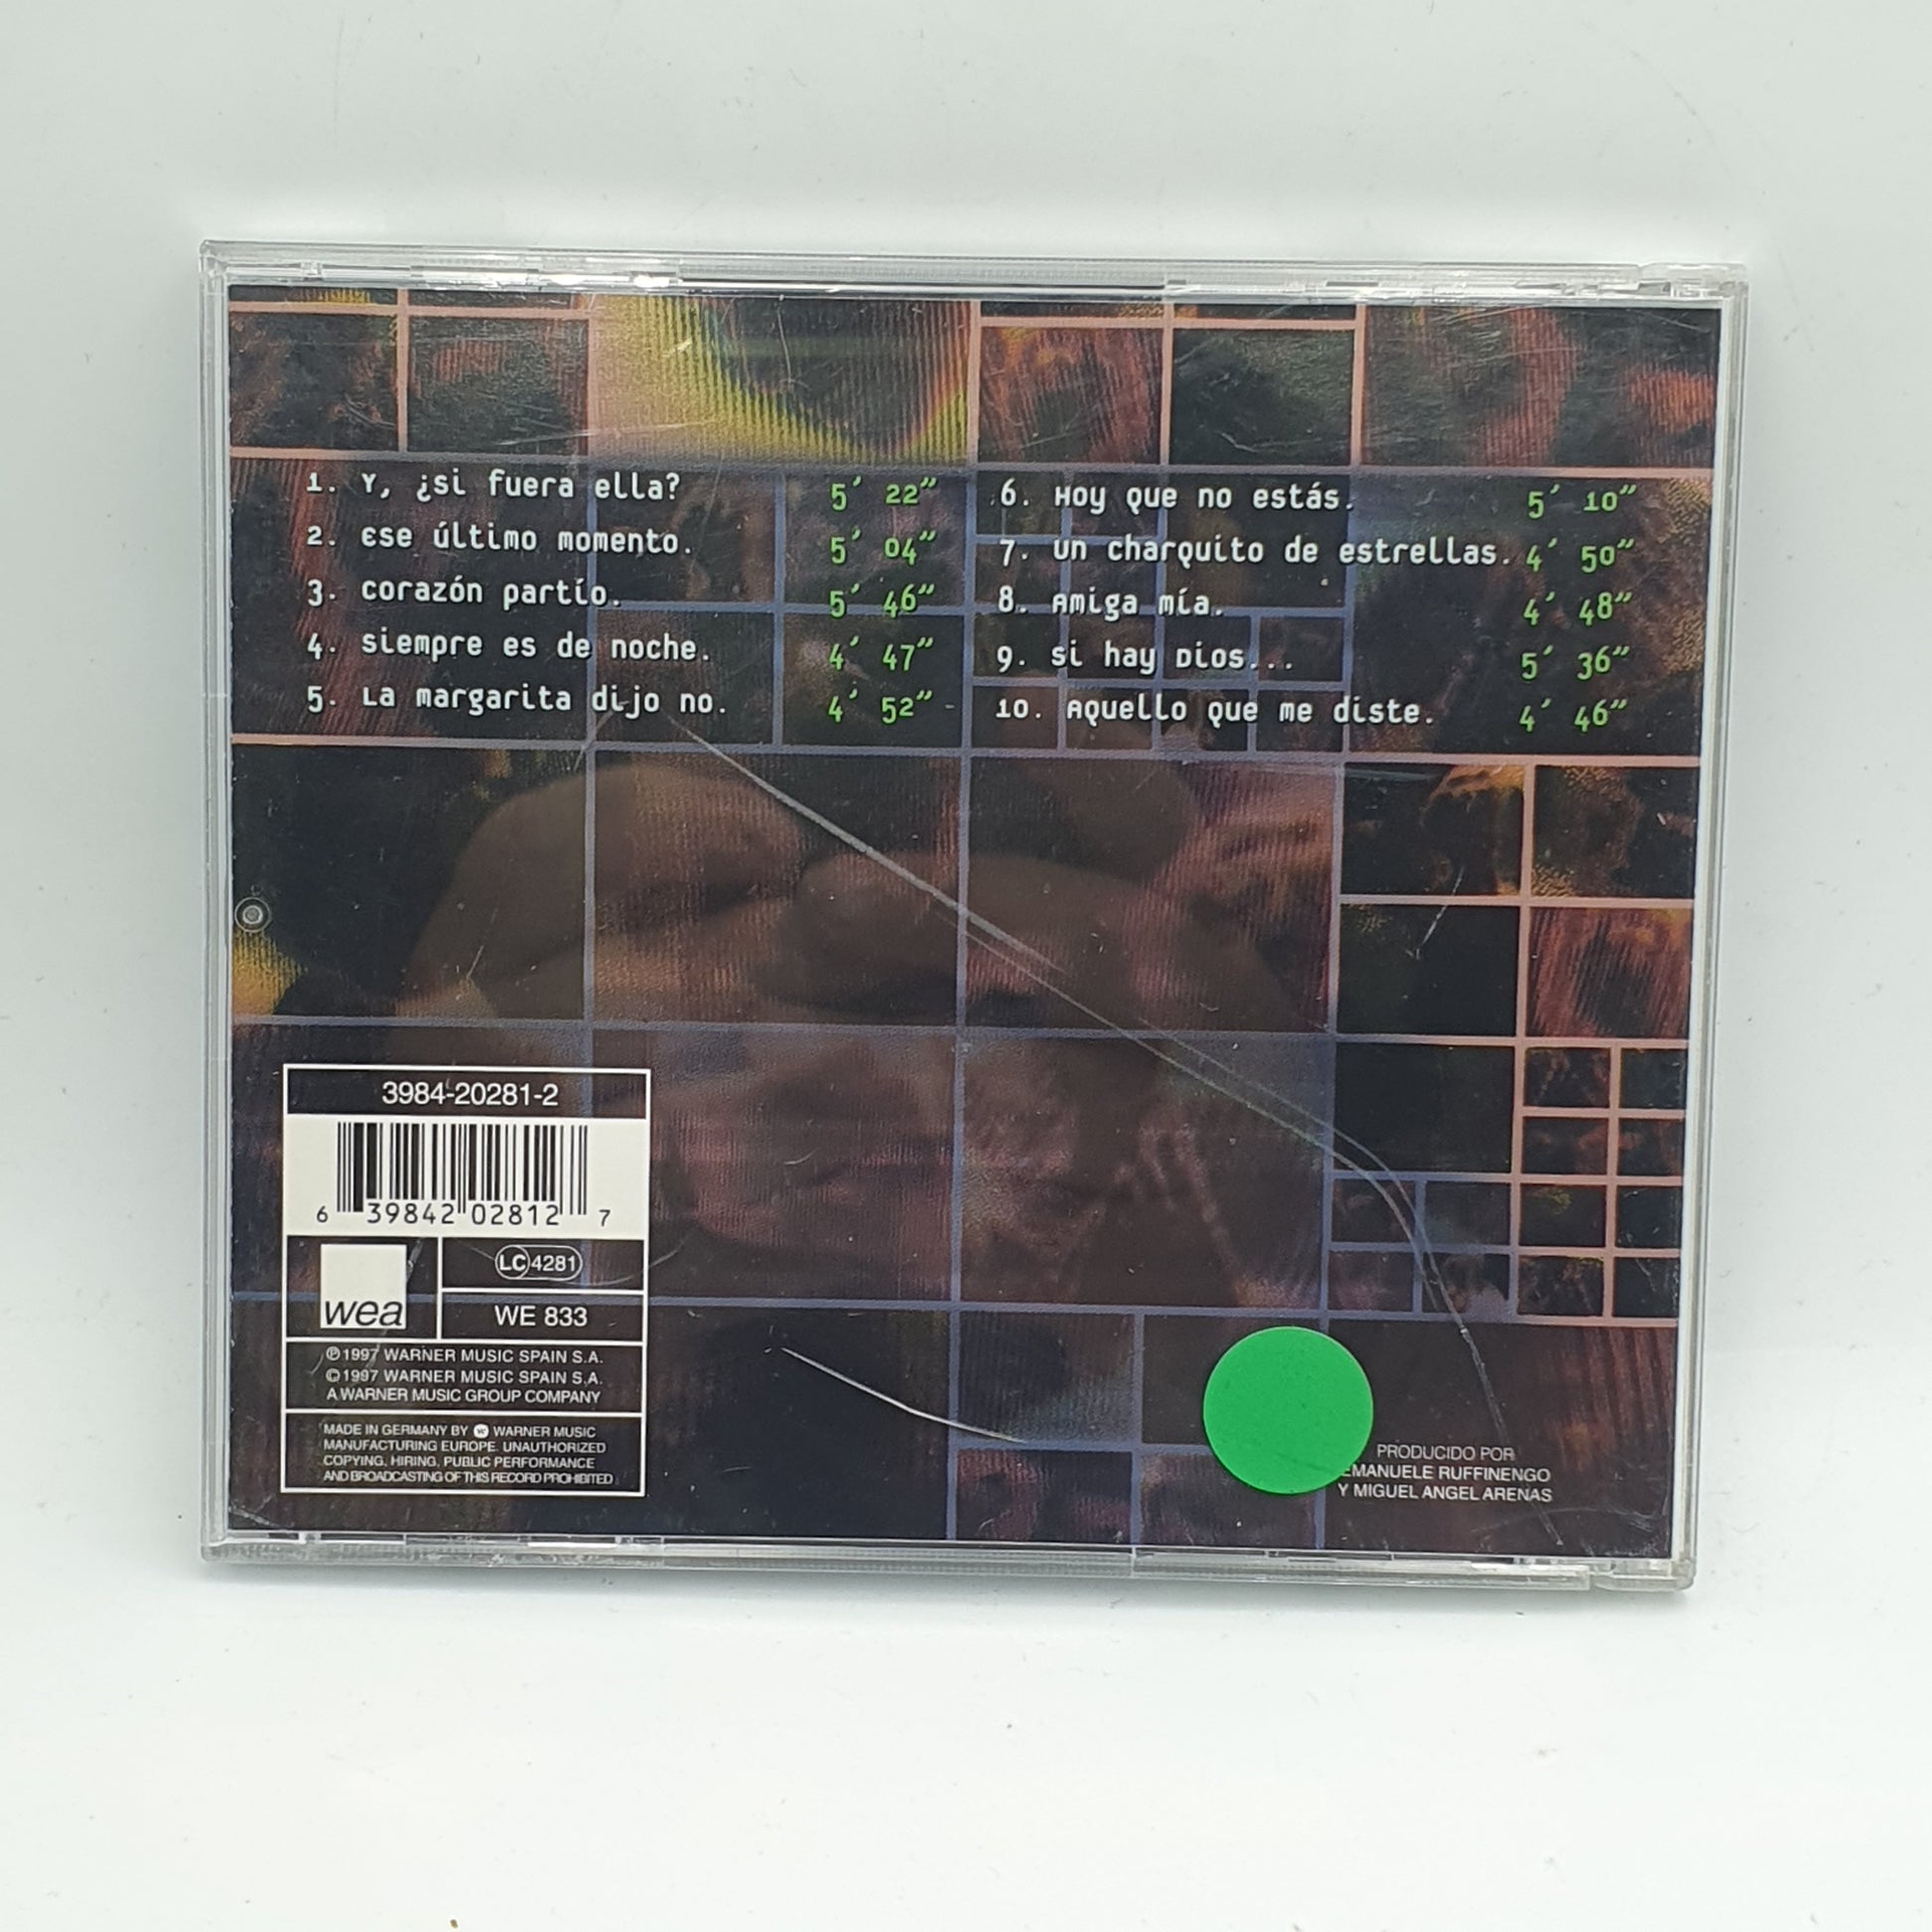 1. Y, ¿si fuera ella? 5´ 22”
2. Ese último momento. 5´ 04”
3. corazón partío. 5´ 46”
4. siempre es de noche. 4´ 47”
5. La margarita dijo no. 4´ 52”
6. Hoy que no estás. 5´ 10”
7. Un charquito de estrellas. 4´ 50”
8. Amiga mía. 4´ 48”
9. Si hay Dios... 5´ 36”
10. Aquello que me diste. 4´ 46”
3984-20281-2
6 39842 02812 7
wea
LC 4281
WE 833
℗1997 WARNER MUSIC SPAIN S.A.
©1997 WARNER MUSIC SPAIN S.A.
A WARNER MUSIC GROUP COMPANY
MADE IN GERMANY BY WARNER MUSIC
MANUFACTURING EUROPE. UNAUTHORIZED
COPYING, HIRING, PUBLIC PERFORMANCE
AND BROADCASTING OF THIS RECORD PROHIBITED
PRODUCIDO POR
EMANUELE RUFFINENGO
Y MIGUEL ANGEL ARENAS